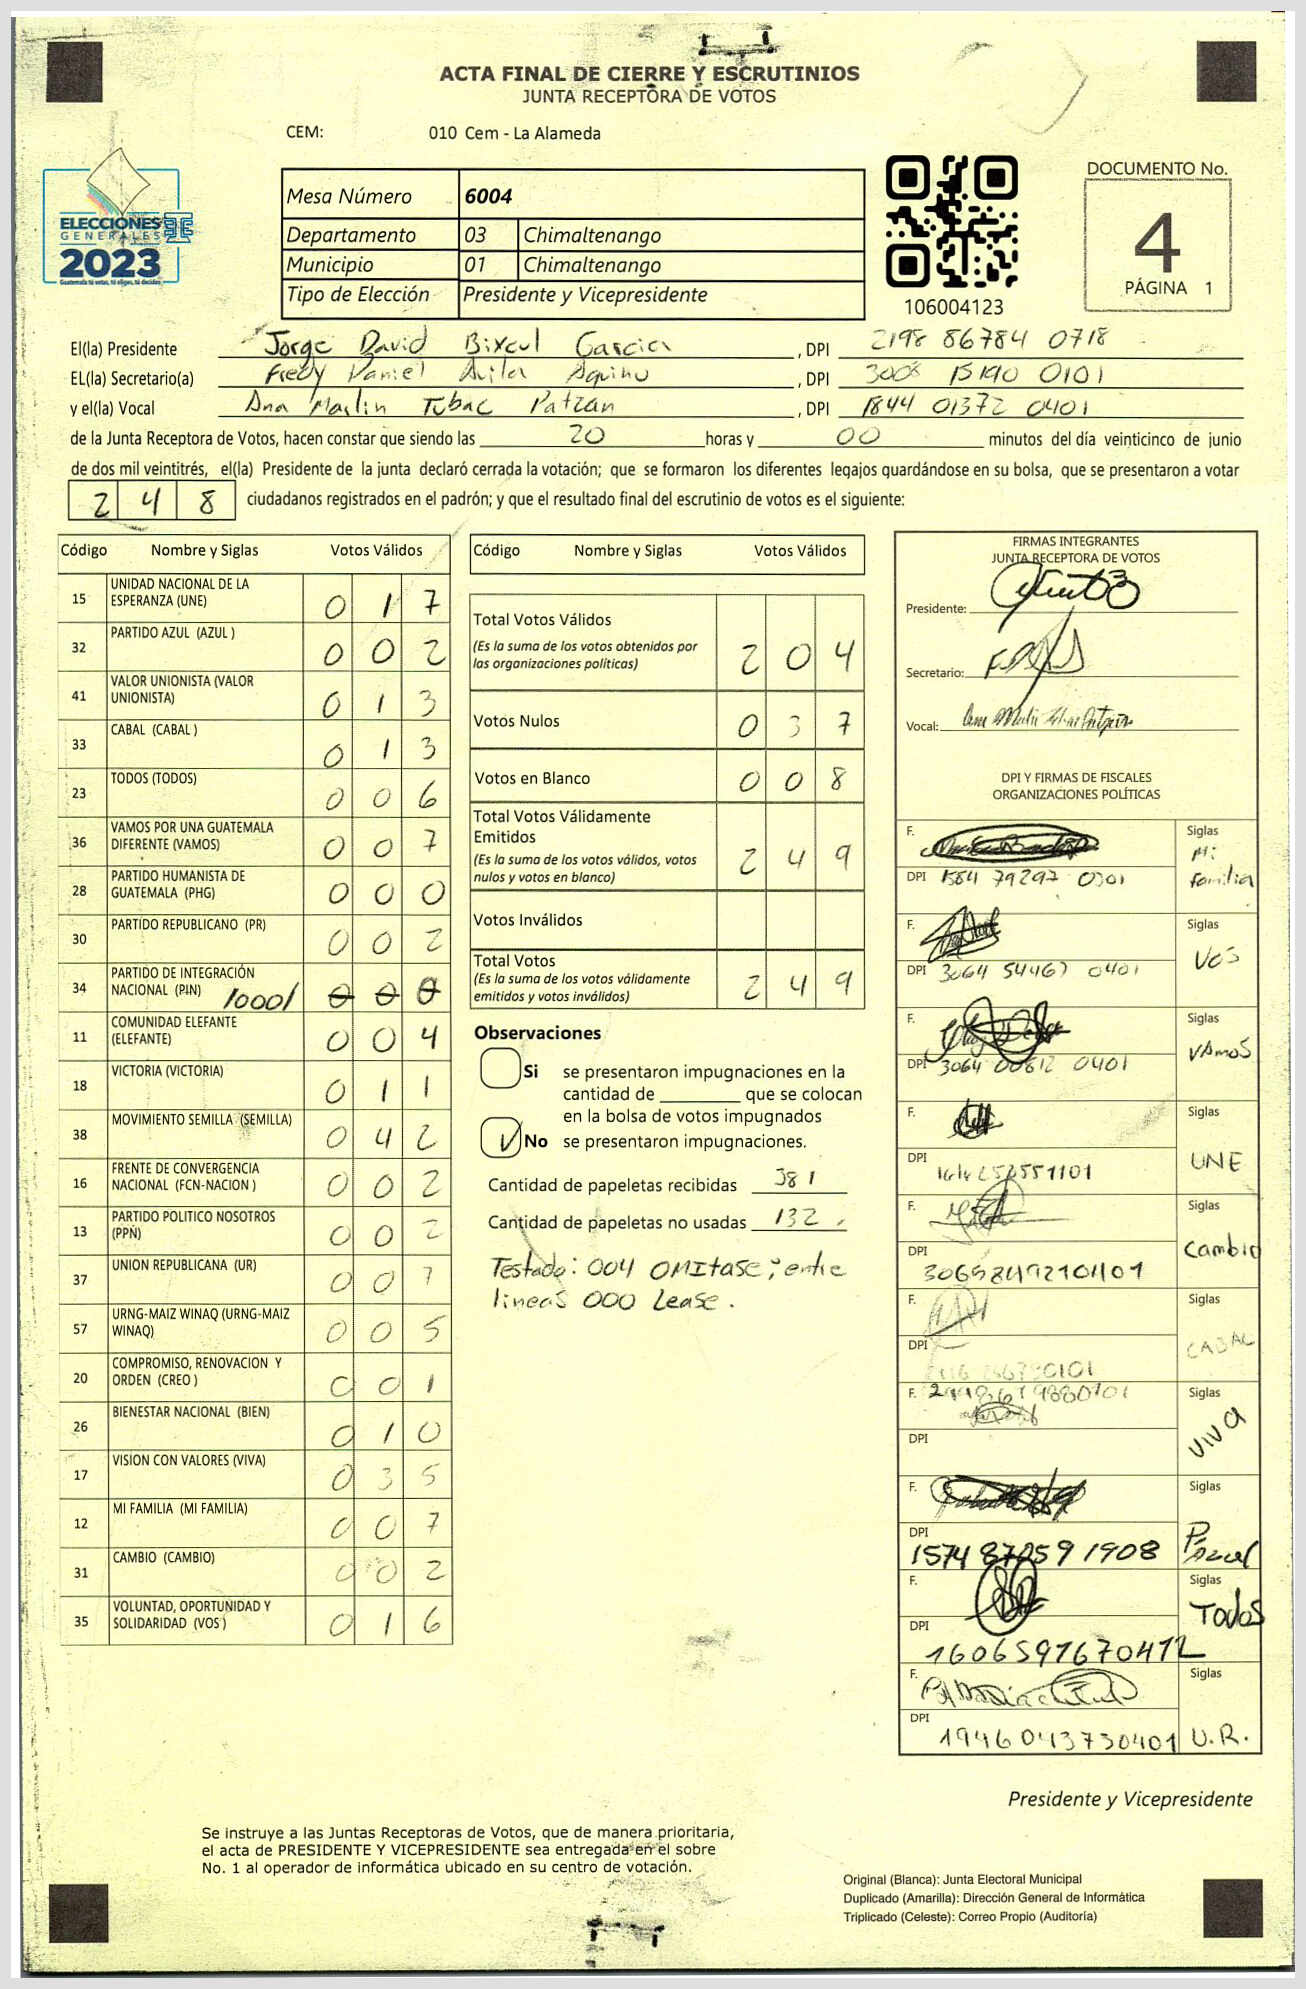 ACTA FINAL DE CIERRE Y ESCRUTINIOS
JUNTA RECEPTORA DE VOTOS
CEM: 010 Cem - La Alameda
ELECCIONES
GENERALES
2023
Guatemala tú votas, tú eliges, tú decides
Mesa Número 6004
Departamento 03 Chimaltenango
Municipio 01 Chimaltenango
Tipo de Elección Presidente y Vicepresidente
106004123
DOCUMENTO No.
4
PÁGINA 1
El(la) Presidente Jorge David Bixcul Garcia , DPI 2198 86784 0718
EL(la) Secretario(a) Fredy Daniel Avila Aquino , DPI 3008 15190 0101
y el(la) Vocal Ana Marlin Tubac Patzan , DPI 1844 01372 0401
de la Junta Receptora de Votos, hacen constar que siendo las 20 horas y 00 minutos del día veinticinco de junio
de dos mil veintitrés, el(la) Presidente de la junta declaró cerrada la votación; que se formaron los diferentes legajos guardándose en su bolsa, que se presentaron a votar
2 4 8 ciudadanos registrados en el padrón; y que el resultado final del escrutinio de votos es el siguiente:
Código Nombre y Siglas Votos Válidos
15 UNIDAD NACIONAL DE LA ESPERANZA (UNE) 0 1 7
32 PARTIDO AZUL (AZUL ) 0 0 2
41 VALOR UNIONISTA (VALOR UNIONISTA) 0 1 3
33 CABAL (CABAL ) 0 1 3
23 TODOS (TODOS) 0 0 6
36 VAMOS POR UNA GUATEMALA DIFERENTE (VAMOS) 0 0 7
28 PARTIDO HUMANISTA DE GUATEMALA (PHG) 0 0 0
30 PARTIDO REPUBLICANO (PR) 0 0 2
34 PARTIDO DE INTEGRACIÓN NACIONAL (PIN) /000/ 0 0 0
11 COMUNIDAD ELEFANTE (ELEFANTE) 0 0 4
18 VICTORIA (VICTORIA) 0 1 1
38 MOVIMIENTO SEMILLA (SEMILLA) 0 4 2
16 FRENTE DE CONVERGENCIA NACIONAL (FCN-NACION ) 0 0 2
13 PARTIDO POLITICO NOSOTROS (PPN) 0 0 2
37 UNION REPUBLICANA (UR) 0 0 7
57 URNG-MAIZ WINAQ (URNG-MAIZ WINAQ) 0 0 5
20 COMPROMISO, RENOVACION Y ORDEN (CREO ) 0 0 1
26 BIENESTAR NACIONAL (BIEN) 0 1 0
17 VISION CON VALORES (VIVA) 0 3 5
12 MI FAMILIA (MI FAMILIA) 0 0 7
31 CAMBIO (CAMBIO) 0 0 2
35 VOLUNTAD, OPORTUNIDAD Y SOLIDARIDAD (VOS ) 0 1 6
Código Nombre y Siglas Votos Válidos
Total Votos Válidos 2 0 4
(Es la suma de los votos obtenidos por
las organizaciones políticas)
Votos Nulos 0 3 7
Votos en Blanco 0 0 8
Total Votos Válidamente
Emitidos 2 4 9
(Es la suma de los votos válidos, votos
nulos y votos en blanco)
Votos Inválidos
Total Votos 2 4 9
(Es la suma de los votos válidamente
emitidos y votos inválidos)
Observaciones
Si se presentaron impugnaciones en la
cantidad de ________ que se colocan
en la bolsa de votos impugnados
No se presentaron impugnaciones.
Cantidad de papeletas recibidas 381
Cantidad de papeletas no usadas 132
Testado: 004 OMITASE; entre
lineas 000 Lease.
FIRMAS INTEGRANTES
JUNTA RECEPTORA DE VOTOS
Presidente:
Secretario:
Vocal:
DPI Y FIRMAS DE FISCALES
ORGANIZACIONES POLÍTICAS
F. Siglas Mi familia
DPI 1584 79297 0301
F. Siglas VOS
DPI 3064 54467 0401
F. Siglas VAMOS
DPI 3064 00612 0401
F. Siglas UNE
DPI
F. Siglas Cambio
DPI 3065849210401
F. Siglas CABAL
DPI
F. Siglas VIVA
DPI
F. Siglas P. Azul
DPI 1574 87259 1908
F. Siglas TODOS
DPI 1606591670412
F. Siglas U.R.
DPI 1946043730401
Presidente y Vicepresidente
Se instruye a las Juntas Receptoras de Votos, que de manera prioritaria,
el acta de PRESIDENTE Y VICEPRESIDENTE sea entregada en el sobre
No. 1 al operador de informática ubicado en su centro de votación.
Original (Blanca): Junta Electoral Municipal
Duplicado (Amarilla): Dirección General de Informática
Triplicado (Celeste): Correo Propio (Auditoría)